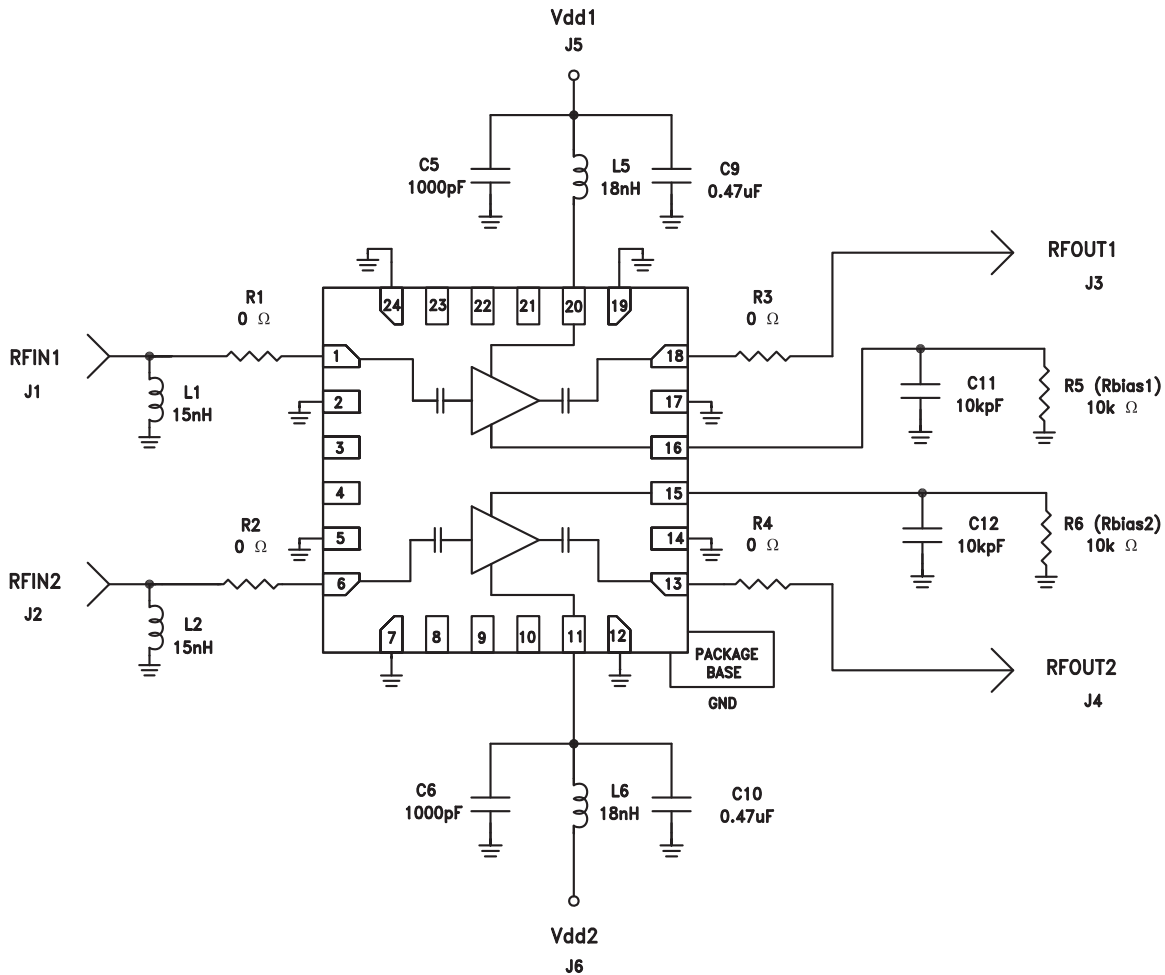 Vdd1
J5
C5
1000pF
L5
18nH
C9
0.47uF
RFOUT1
J3
R1
0 Ω
24
23
22
21
20
19
R3
0 Ω
RFIN1
J1
L1
15nH
1
2
3
4
5
6
18
17
16
15
14
13
C11
10kpF
R5 (Rbias1)
10k Ω
R2
0 Ω
R4
0 Ω
C12
10kpF
R6 (Rbias2)
10k Ω
RFIN2
J2
L2
15nH
7
8
9
10
11
12
PACKAGE
BASE
GND
RFOUT2
J4
C6
1000pF
L6
18nH
C10
0.47uF
Vdd2
J6